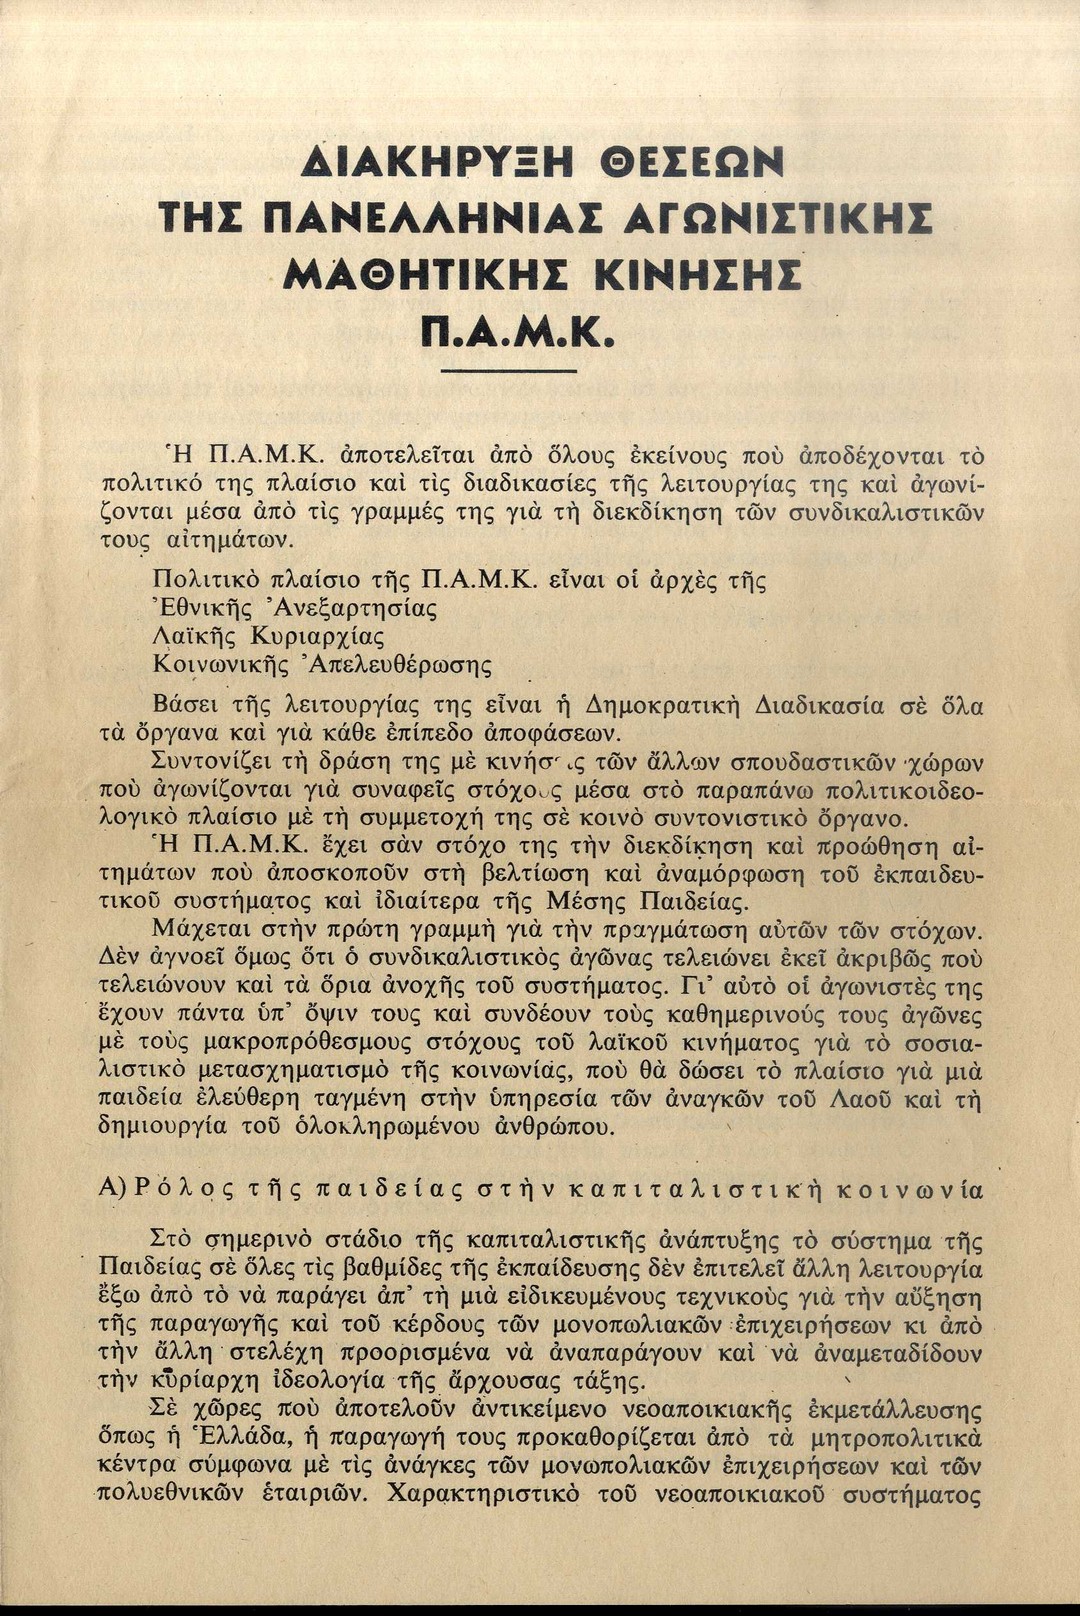 ΔΙΑΚΗΡΥΞΗ ΘΕΣΕΩΝ
ΤΗΣ ΠΑΝΕΛΛΗΝΙΑΣ ΑΓΩΝΙΣΤΙΚΗΣ
ΜΑΘΗΤΙΚΗΣ ΚΙΝΗΣΗΣ
Π.Α.Μ.Κ.
Ἡ Π.Α.Μ.Κ. ἀποτελεῖται ἀπὸ ὅλους ἐκείνους ποὺ ἀποδέχονται τὸ
πολιτικό της πλαίσιο καὶ τὶς διαδικασίες τῆς λειτουργίας της καὶ ἀγωνί-
ζονται μέσα ἀπὸ τὶς γραμμές της γιὰ τὴ διεκδίκηση τῶν συνδικαλιστικῶν
τους αἰτημάτων.
Πολιτικὸ πλαίσιο τῆς Π.Α.Μ.Κ. εἶναι οἱ ἀρχὲς τῆς
Ἐθνικῆς Ἀνεξαρτησίας
Λαϊκῆς Κυριαρχίας
Κοινωνικῆς Ἀπελευθέρωσης
Βάσει τῆς λειτουργίας της εἶναι ἡ Δημοκρατικὴ Διαδικασία σὲ ὅλα
τὰ ὄργανα καὶ γιὰ κάθε ἐπίπεδο ἀποφάσεων.
Συντονίζει τὴ δράση της μὲ κινήσεις τῶν ἄλλων σπουδαστικῶν χώρων
ποὺ ἀγωνίζονται γιὰ συναφεῖς στόχους μέσα στὸ παραπάνω πολιτικοιδεο-
λογικὸ πλαίσιο μὲ τὴ συμμετοχή της σὲ κοινὸ συντονιστικὸ ὄργανο.
Ἡ Π.Α.Μ.Κ. ἔχει σὰν στόχο της τὴν διεκδίκηση καὶ προώθηση αἰ-
τημάτων ποὺ ἀποσκοποῦν στὴ βελτίωση καὶ ἀναμόρφωση τοῦ ἐκπαιδευ-
τικοῦ συστήματος καὶ ἰδιαίτερα τῆς Μέσης Παιδείας.
Μάχεται στὴν πρώτη γραμμὴ γιὰ τὴν πραγμάτωση αὐτῶν τῶν στόχων.
Δὲν ἀγνοεῖ ὅμως ὅτι ὁ συνδικαλιστικὸς ἀγῶνας τελειώνει ἐκεῖ ἀκριβῶς ποὺ
τελειώνουν καὶ τὰ ὅρια ἀνοχῆς τοῦ συστήματος. Γι’ αὐτὸ οἱ ἀγωνιστὲς της
ἔχουν πάντα ὑπ’ ὄψιν τους καὶ συνδέουν τοὺς καθημερινούς τους ἀγῶνες
μὲ τοὺς μακροπρόθεσμους στόχους τοῦ λαϊκοῦ κινήματος γιὰ τὸ σοσια-
λιστικὸ μετασχηματισμὸ τῆς κοινωνίας, ποὺ θὰ δώσει τὸ πλαίσιο γιὰ μιὰ
παιδεία ἐλεύθερη ταγμένη στὴν ὑπηρεσία τῶν ἀναγκῶν τοῦ Λαοῦ καὶ τὴ
δημιουργία τοῦ ὁλοκληρωμένου ἀνθρώπου.
Α) Ρόλος τῆς παιδείας στὴν καπιταλιστικὴ κοινωνία
Στὸ σημερινὸ στάδιο τῆς καπιταλιστικῆς ἀνάπτυξης τὸ σύστημα τῆς
Παιδείας σὲ ὅλες τὶς βαθμίδες τῆς ἐκπαίδευσης δὲν ἐπιτελεῖ ἄλλη λειτουργία
ἔξω ἀπὸ τὸ νὰ παράγει ἀπ’ τὴ μιὰ εἰδικευμένους τεχνικοὺς γιὰ τὴν αὔξηση
τῆς παραγωγῆς καὶ τοῦ κέρδους τῶν μονοπωλιακῶν ἐπιχειρήσεων κι ἀπὸ
τὴν ἄλλη στελέχη προορισμένα νὰ ἀναπαράγουν καὶ νὰ ἀναμεταδίδουν
τὴν κῦρίαρχη ἰδεολογία τῆς ἄρχουσας τάξης.
Σὲ χῶρες ποὺ ἀποτελοῦν ἀντικείμενο νεοαποικιακῆς ἐκμετάλλευσης
ὅπως ἡ Ἑλλάδα, ἡ παραγωγή τους προκαθορίζεται ἀπὸ τὰ μητροπολιτικὰ
κέντρα σύμφωνα μὲ τὶς ἀνάγκες τῶν μονωπολιακῶν ἐπιχειρήσεων καὶ τῶν
πολυεθνικῶν ἑταιριῶν. Χαρακτηριστικὸ τοῦ νεοαποικιακοῦ συστήματος